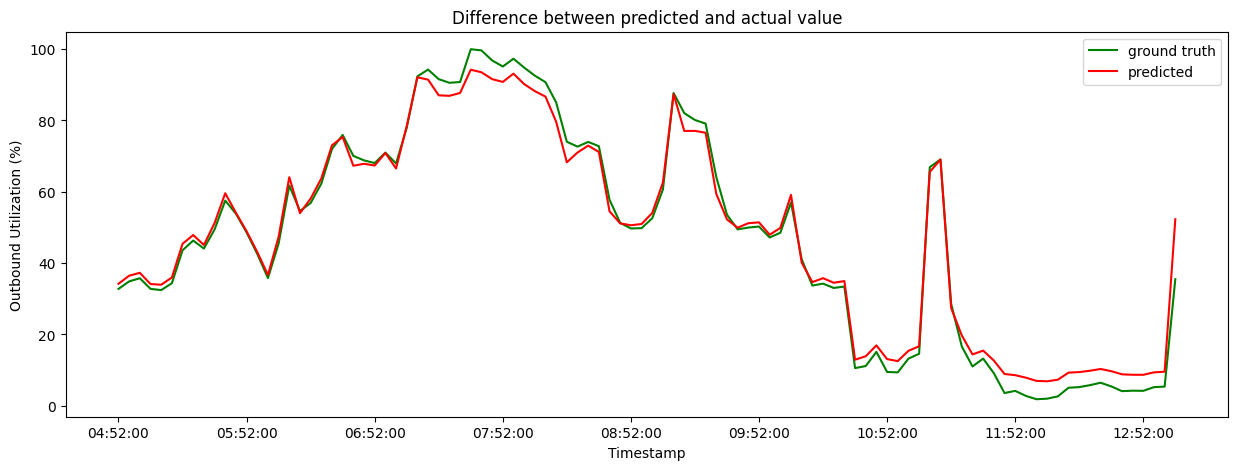 Difference between predicted and actual value
ground truth
predicted
Outbound Utilization (%)
100
80
60
40
20
0
04:52:00 05:52:00 06:52:00 07:52:00 08:52:00 09:52:00 10:52:00 11:52:00 12:52:00
Timestamp